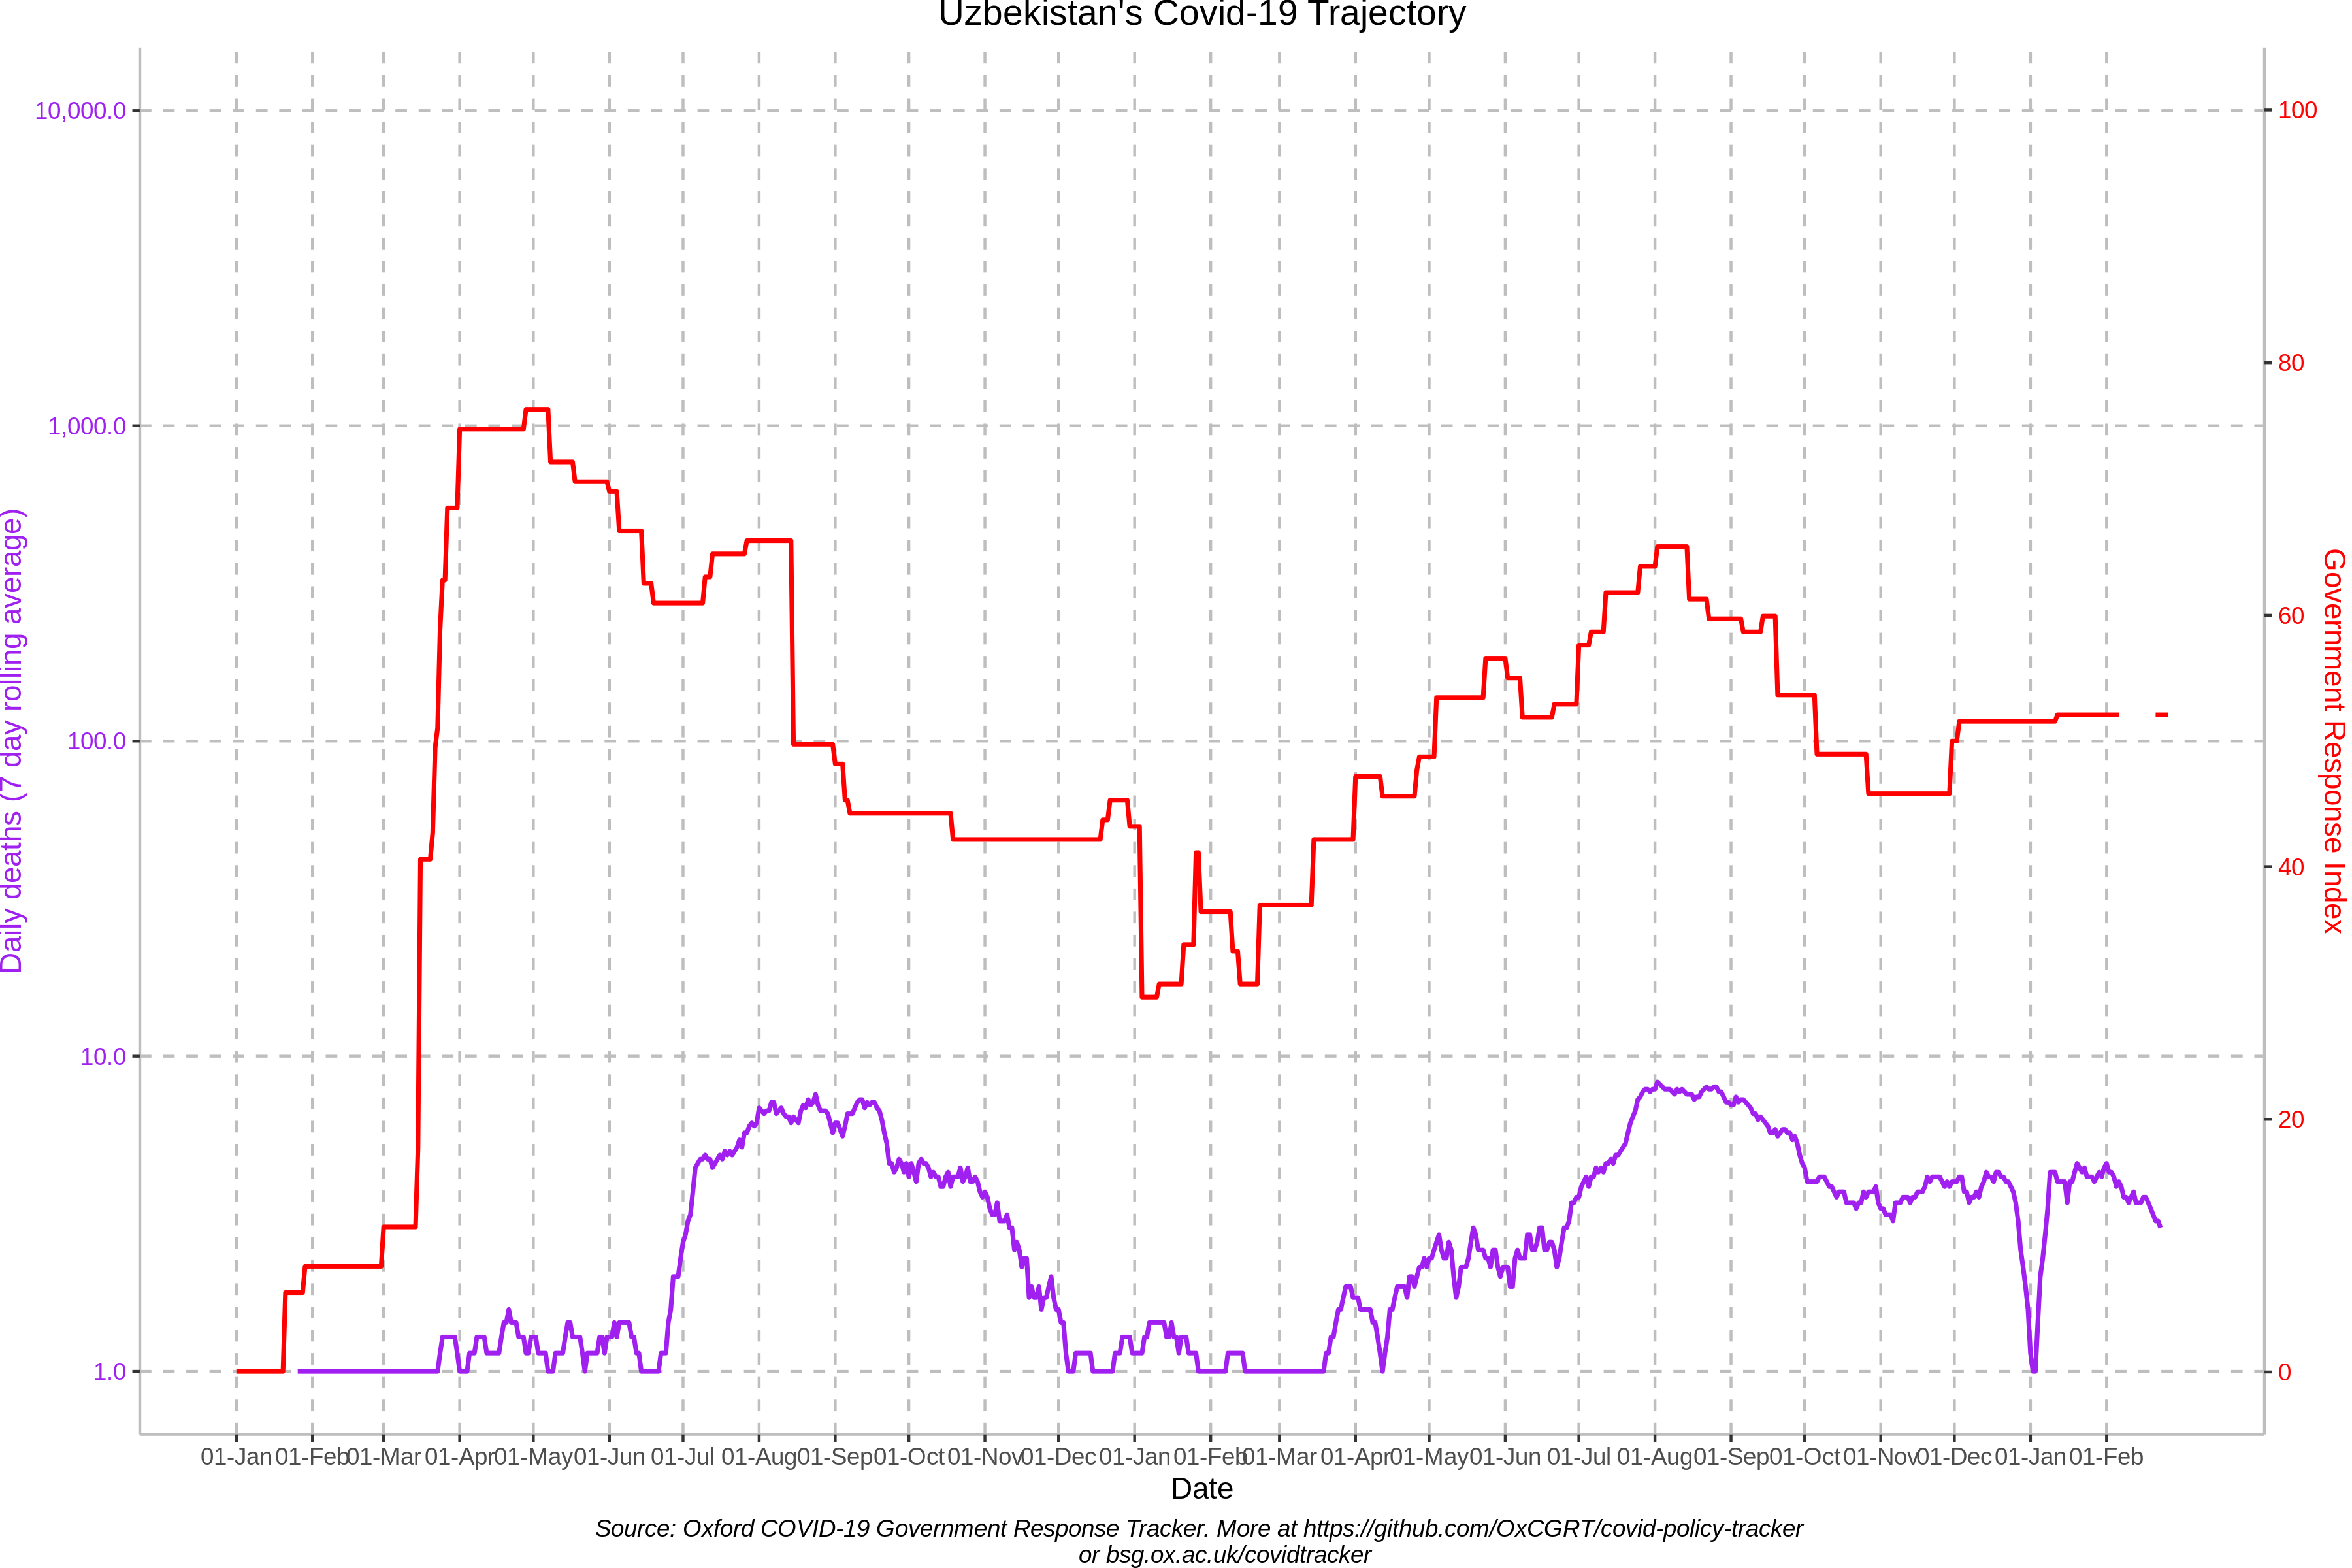 Uzbekistan's Covid-19 Trajectory
10,000.0
1,000.0
100.0
10.0
1.0
Daily deaths (7 day rolling average)
100
80
60
40
20
0
Government Response Index
01-Jan 01-Feb 01-Mar 01-Apr 01-May 01-Jun 01-Jul 01-Aug 01-Sep 01-Oct 01-Nov 01-Dec 01-Jan 01-Feb 01-Mar 01-Apr 01-May 01-Jun 01-Jul 01-Aug 01-Sep 01-Oct 01-Nov 01-Dec 01-Jan 01-Feb
Date
Source: Oxford COVID-19 Government Response Tracker. More at https://github.com/OxCGRT/covid-policy-tracker
or bsg.ox.ac.uk/covidtracker